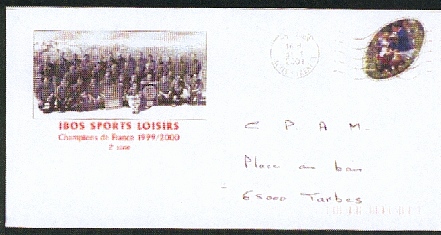 IBOS SPORTS LOISIRS
Champions de France 1999/2000
C P A M.
Place au bois
65000 Tarbes